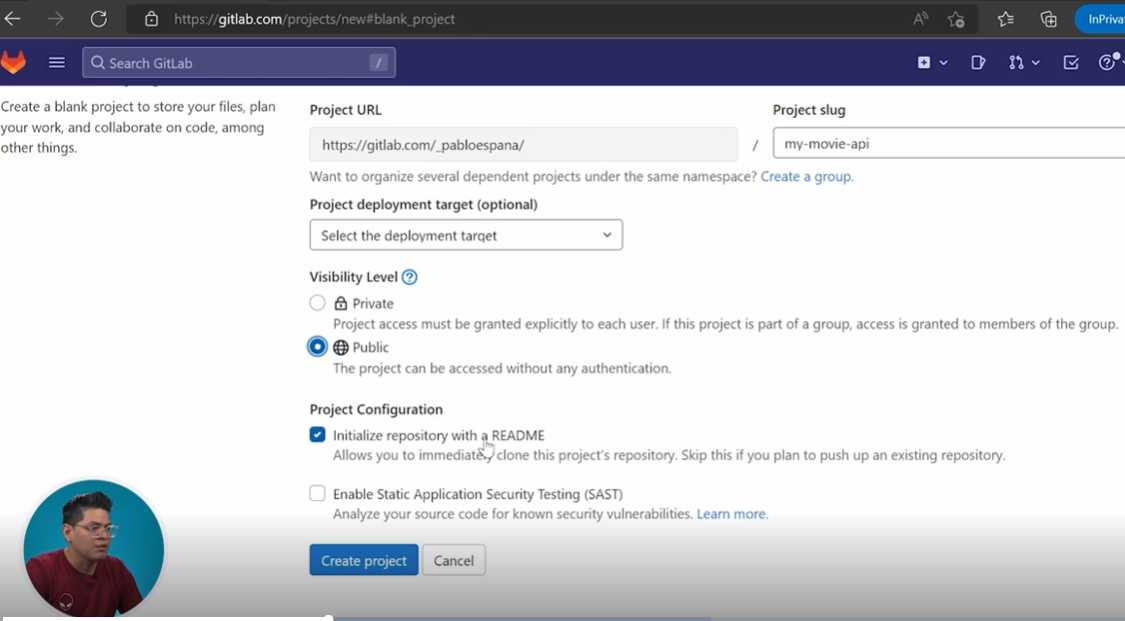 https://gitlab.com/projects/new#blank_project
InPriva
Search GitLab
/
Create a blank project to store your files, plan
your work, and collaborate on code, among
other things.
Project URL
Project slug
https://gitlab.com/_pabloespana/
/
my-movie-api
Want to organize several dependent projects under the same namespace? Create a group.
Project deployment target (optional)
Select the deployment target
Visibility Level
Private
Project access must be granted explicitly to each user. If this project is part of a group, access is granted to members of the group.
Public
The project can be accessed without any authentication.
Project Configuration
Initialize repository with a README
Allows you to immediately clone this project's repository. Skip this if you plan to push up an existing repository.
Enable Static Application Security Testing (SAST)
Analyze your source code for known security vulnerabilities. Learn more.
Create project
Cancel